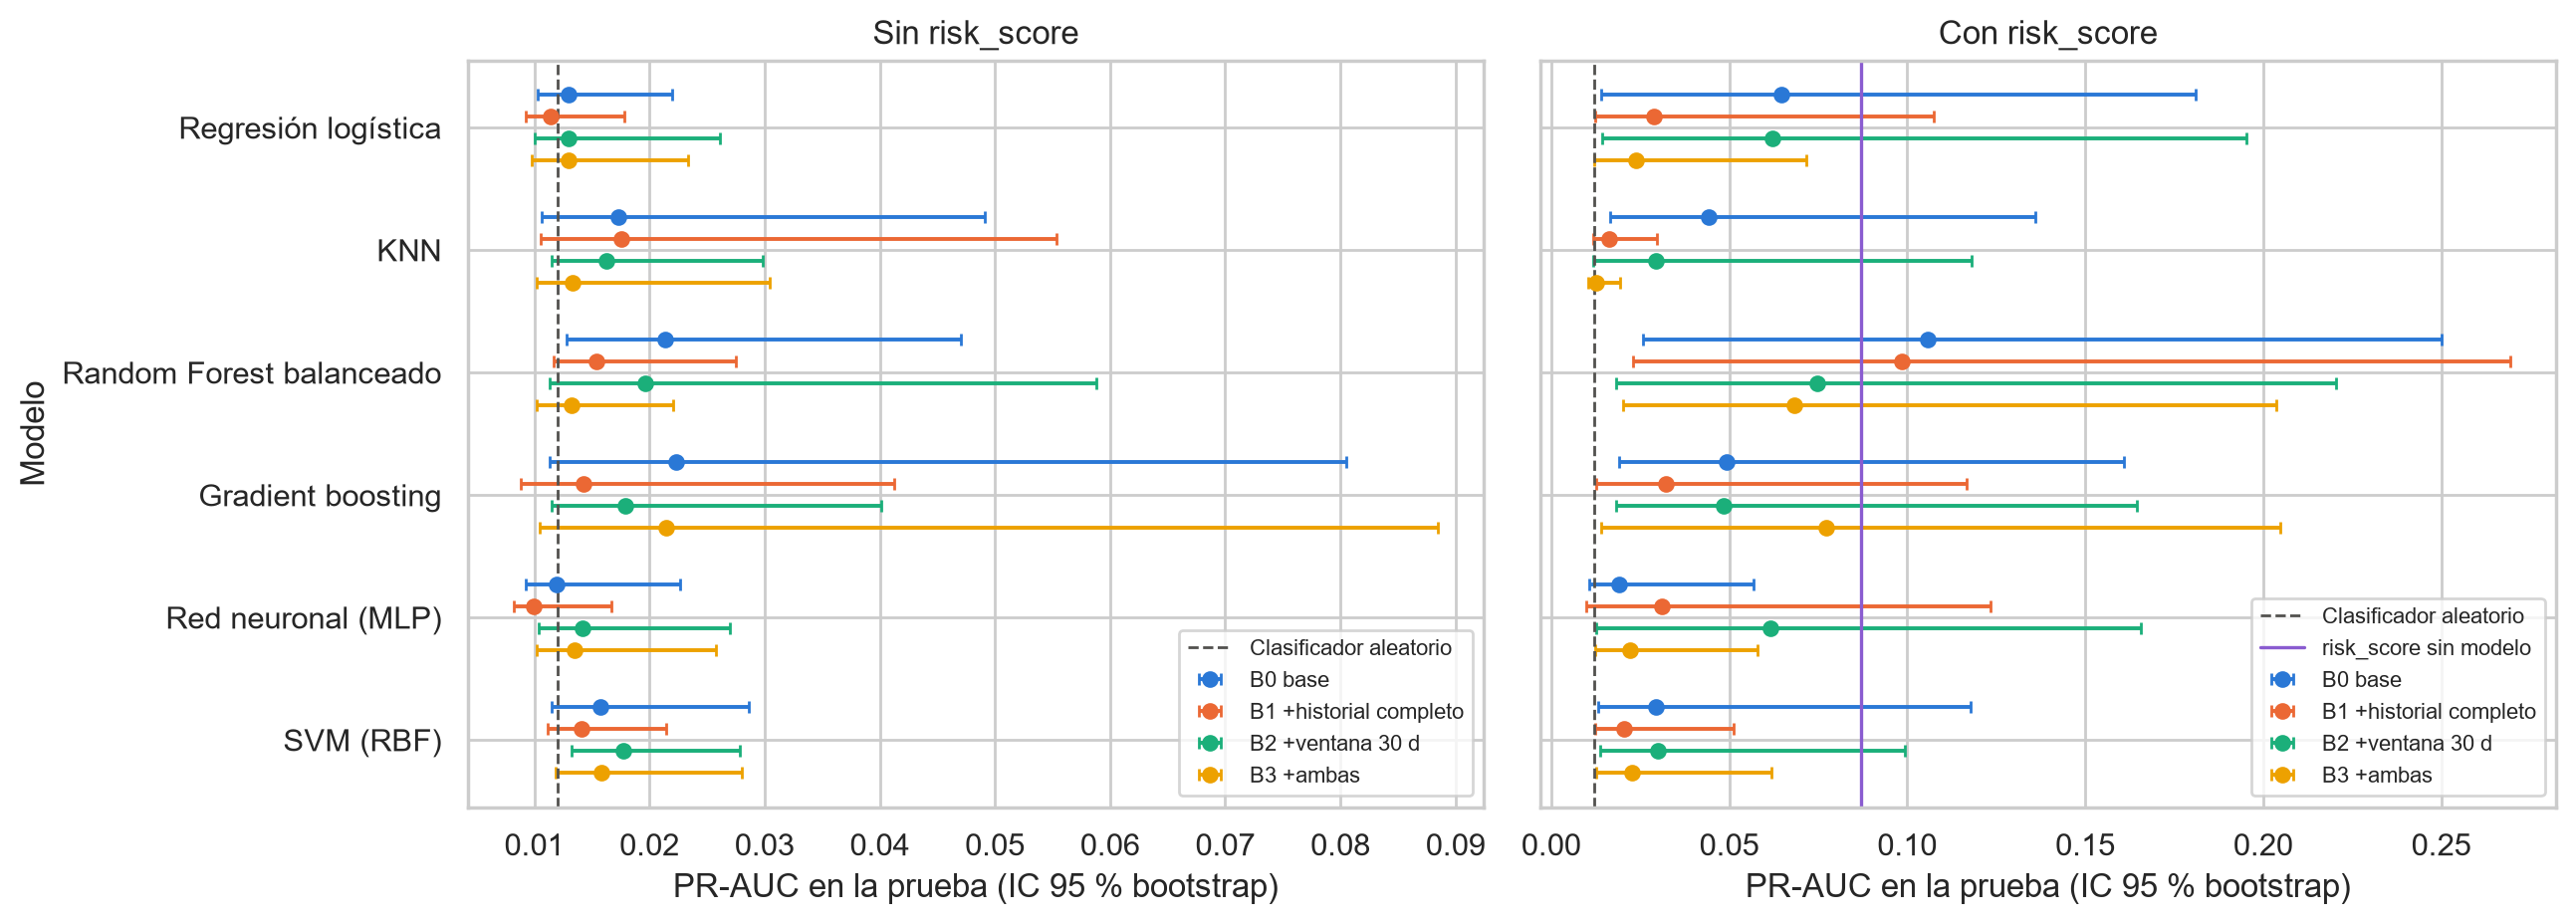 Sin risk_score
Con risk_score
Modelo
Regresión logística
KNN
Random Forest balanceado
Gradient boosting
Red neuronal (MLP)
SVM (RBF)
Clasificador aleatorio
B0 base
B1 +historial completo
B2 +ventana 30 d
B3 +ambas
Clasificador aleatorio
risk_score sin modelo
B0 base
B1 +historial completo
B2 +ventana 30 d
B3 +ambas
0.01 0.02 0.03 0.04 0.05 0.06 0.07 0.08 0.09
0.00 0.05 0.10 0.15 0.20 0.25
PR-AUC en la prueba (IC 95 % bootstrap)
PR-AUC en la prueba (IC 95 % bootstrap)